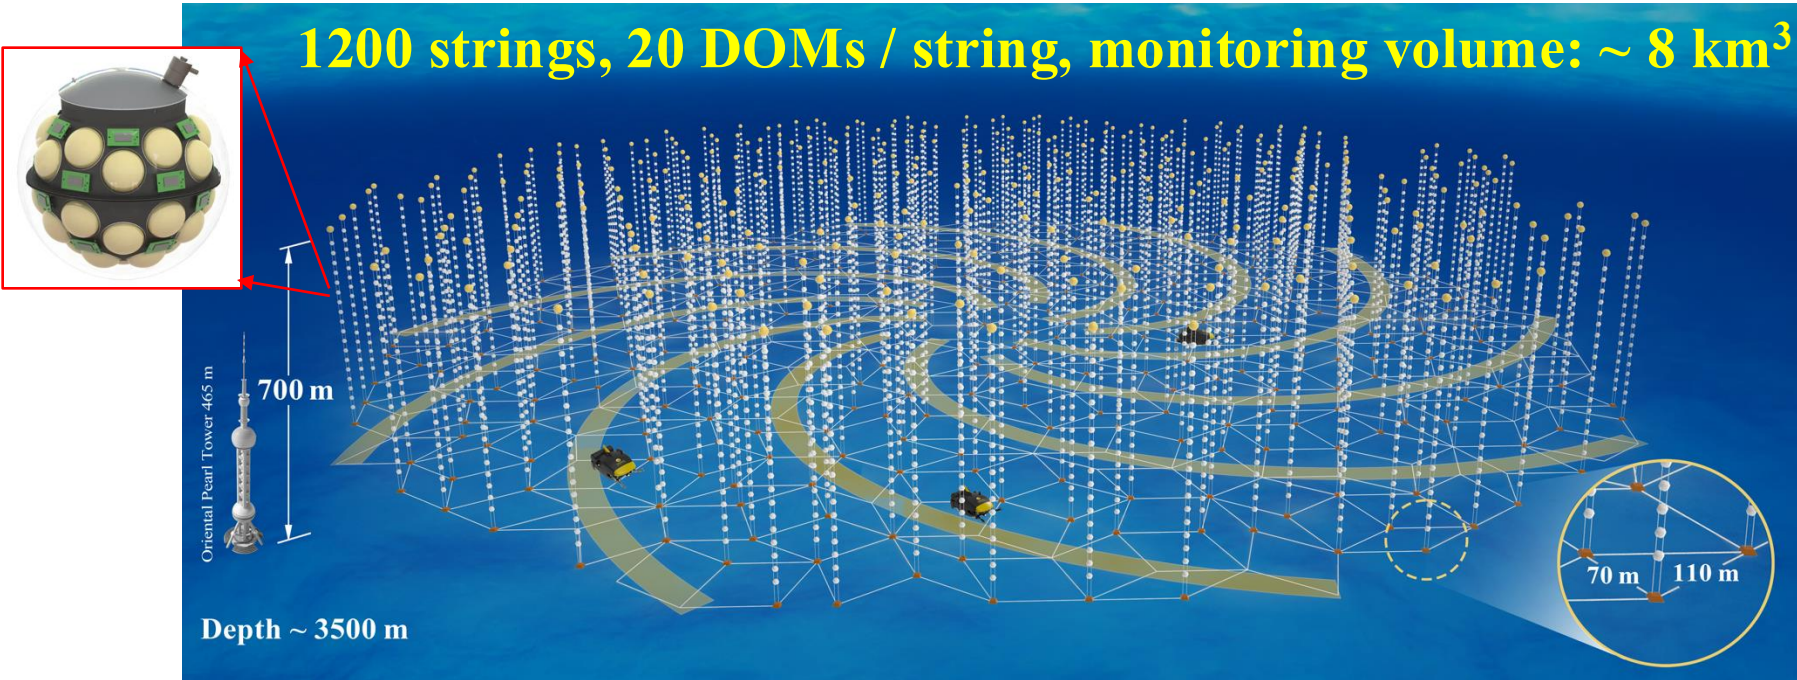 1200 strings, 20 DOMs / string, monitoring volume: ~ 8 km³
700 m
Oriental Pearl Tower 465 m
70 m
110 m
Depth ~ 3500 m